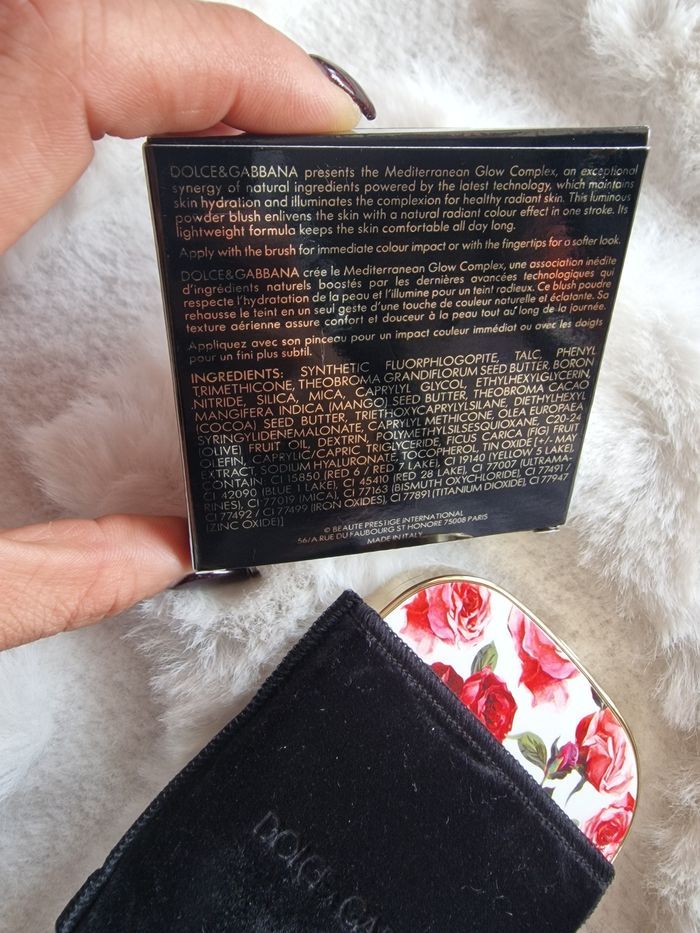 DOLCE&GABBANA presents the Mediterranean Glow Complex, an exceptional
synergy of natural ingredients powered by the latest technology, which maintains
skin hydration and illuminates the complexion for healthy radiant skin. This luminous
powder blush enlivens the skin with a natural radiant colour effect in one stroke. Its
lightweight formula keeps the skin comfortable all day long.
Apply with the brush for immediate colour impact or with the fingertips for a softer look.
DOLCE&GABBANA crée le Mediterranean Glow Complex, une association inédite
d'ingrédients naturels boostés par les dernières avancées technologiques qui
respecte l'hydratation de la peau et l'illumine pour un teint radieux. Ce blush poudre
rehausse le teint en un seul geste d'une touche de couleur naturelle et éclatante. Sa
texture aérienne assure confort et douceur à la peau tout au long de la journée.
Appliquez avec son pinceau pour un impact couleur immédiat ou avec les doigts
pour un fini plus subtil.
INGREDIENTS: SYNTHETIC FLUORPHLOGOPITE, TALC, PHENYL
TRIMETHICONE, THEOBROMA GRANDIFLORUM SEED BUTTER, BORON
NITRIDE, SILICA, MICA, CAPRYLYL GLYCOL, ETHYLHEXYLGLYCERIN,
MANGIFERA INDICA (MANGO) SEED BUTTER, THEOBROMA CACAO
(COCOA) SEED BUTTER, TRIETHOXYCAPRYLYLSILANE, DIETHYLHEXYL
SYRINGYLIDENEMALONATE, CAPRYLYL METHICONE, OLEA EUROPAEA
(OLIVE) FRUIT OIL, DEXTRIN, POLYMETHYLSILSESQUIOXANE, C20-24
OLEFIN, CAPRYLIC/CAPRIC TRIGLYCERIDE, FICUS CARICA (FIG) FRUIT
EXTRACT, SODIUM HYALURONATE, TOCOPHEROL, TIN OXIDE [+/- MAY
CONTAIN: CI 15850 (RED 6 / RED 7 LAKE), CI 19140 (YELLOW 5 LAKE),
CI 42090 (BLUE 1 LAKE), CI 45410 (RED 28 LAKE), CI 77007 (ULTRAMA-
RINES), CI 77019 (MICA), CI 77163 (BISMUTH OXYCHLORIDE), CI 77491 /
CI 77492 / CI 77499 (IRON OXIDES), CI 77891 (TITANIUM DIOXIDE), CI 77947
(ZINC OXIDE)]
© BEAUTE PRESTIGE INTERNATIONAL
56/A RUE DU FAUBOURG ST HONORE 75008 PARIS
MADE IN ITALY
DOLCE & GAB